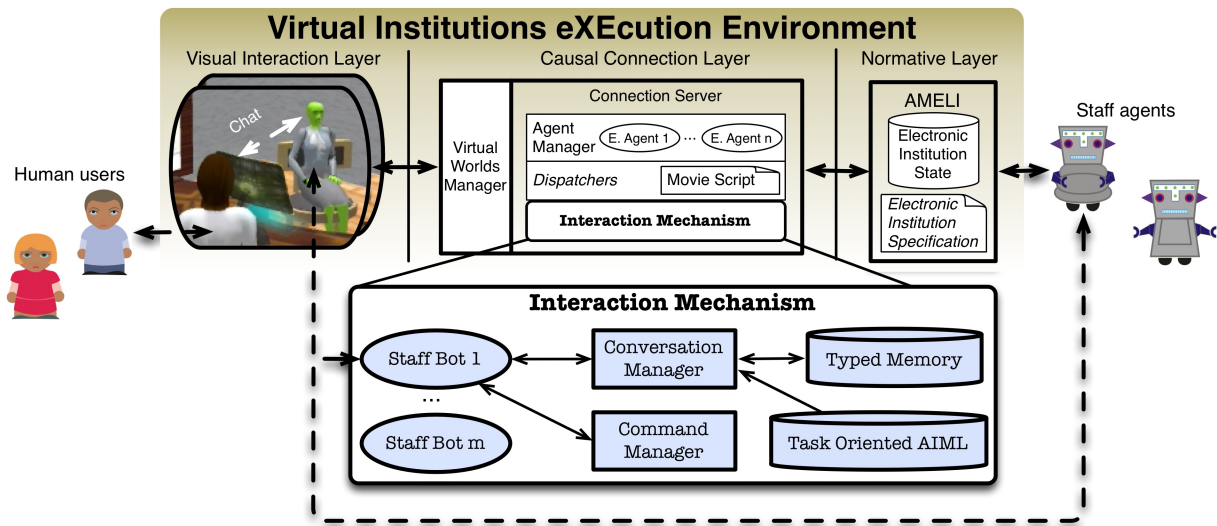 Virtual Institutions eXEcution Environment
Visual Interaction Layer
Causal Connection Layer
Normative Layer
Human users
Chat
Virtual
Worlds
Manager
Connection Server
Agent
Manager
E. Agent 1
...
E. Agent n
Dispatchers
Movie Script
Interaction Mechanism
AMELI
Electronic
Institution
State
Electronic
Institution
Specification
Staff agents
Interaction Mechanism
Staff Bot 1
...
Staff Bot m
Conversation
Manager
Command
Manager
Typed Memory
Task Oriented AIML